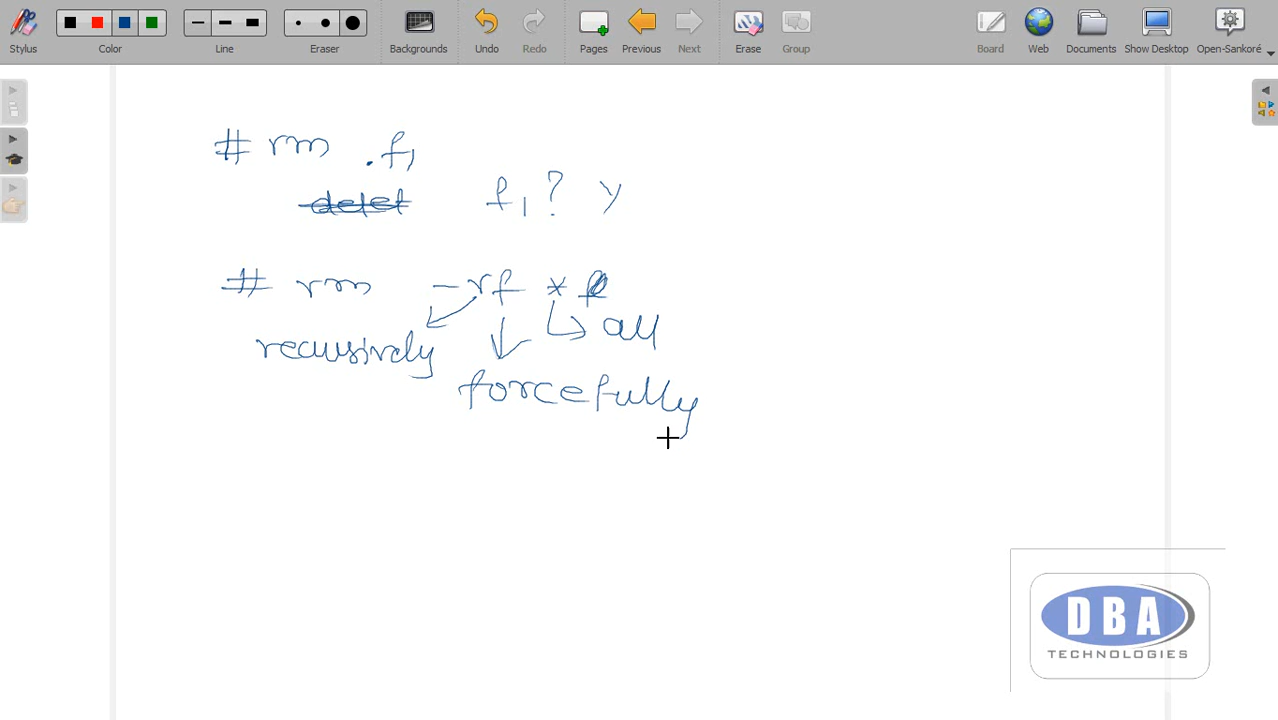 Stylus Color Line Eraser Backgrounds Undo Redo Pages Previous Next Erase Group Board Web Documents Show Desktop Open-Sankoré
# rm .f1
delet f1? y
# rm -rf *
all
recusively
forcefully
DBA
TECHNOLOGIES